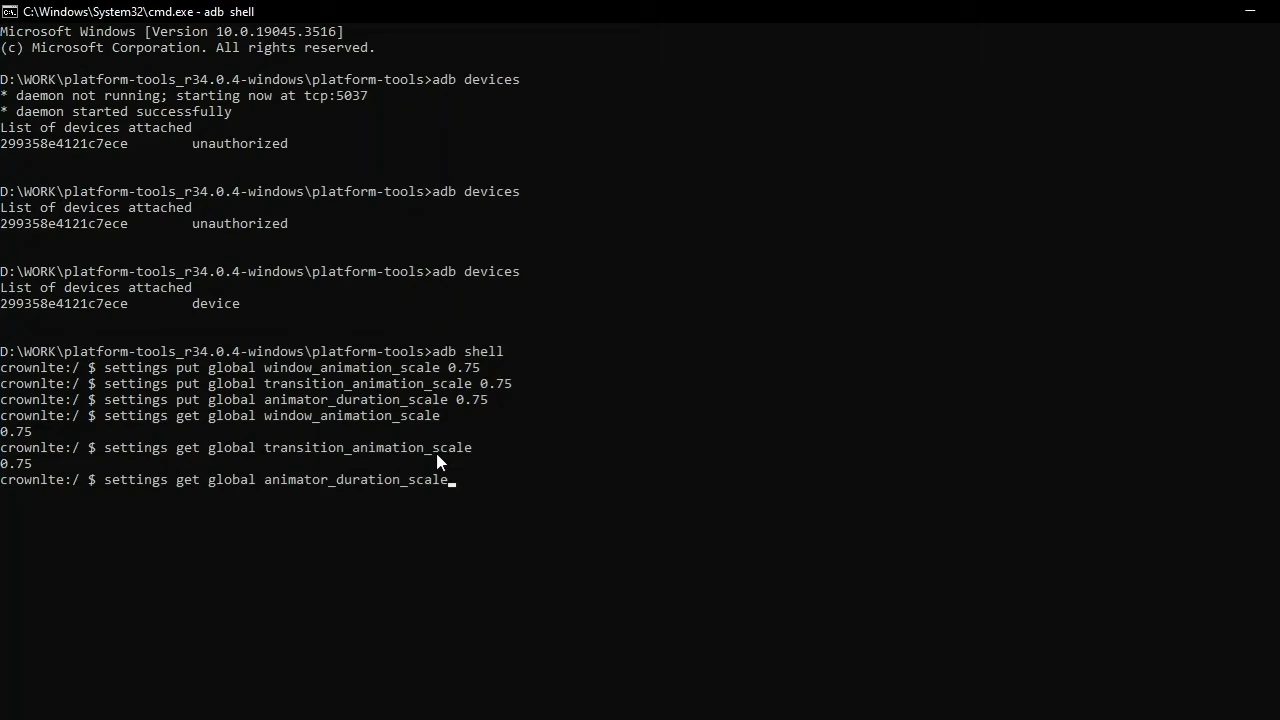 C:\Windows\System32\cmd.exe - adb shell
Microsoft Windows [Version 10.0.19045.3516]
(c) Microsoft Corporation. All rights reserved.
D:\WORK\platform-tools_r34.0.4-windows\platform-tools>adb devices
* daemon not running; starting now at tcp:5037
* daemon started successfully
List of devices attached
299358e4121c7ece        unauthorized
D:\WORK\platform-tools_r34.0.4-windows\platform-tools>adb devices
List of devices attached
299358e4121c7ece        unauthorized
D:\WORK\platform-tools_r34.0.4-windows\platform-tools>adb devices
List of devices attached
299358e4121c7ece        device
D:\WORK\platform-tools_r34.0.4-windows\platform-tools>adb shell
crownlte:/ $ settings put global window_animation_scale 0.75
crownlte:/ $ settings put global transition_animation_scale 0.75
crownlte:/ $ settings put global animator_duration_scale 0.75
crownlte:/ $ settings get global window_animation_scale
0.75
crownlte:/ $ settings get global transition_animation_scale
0.75
crownlte:/ $ settings get global animator_duration_scale